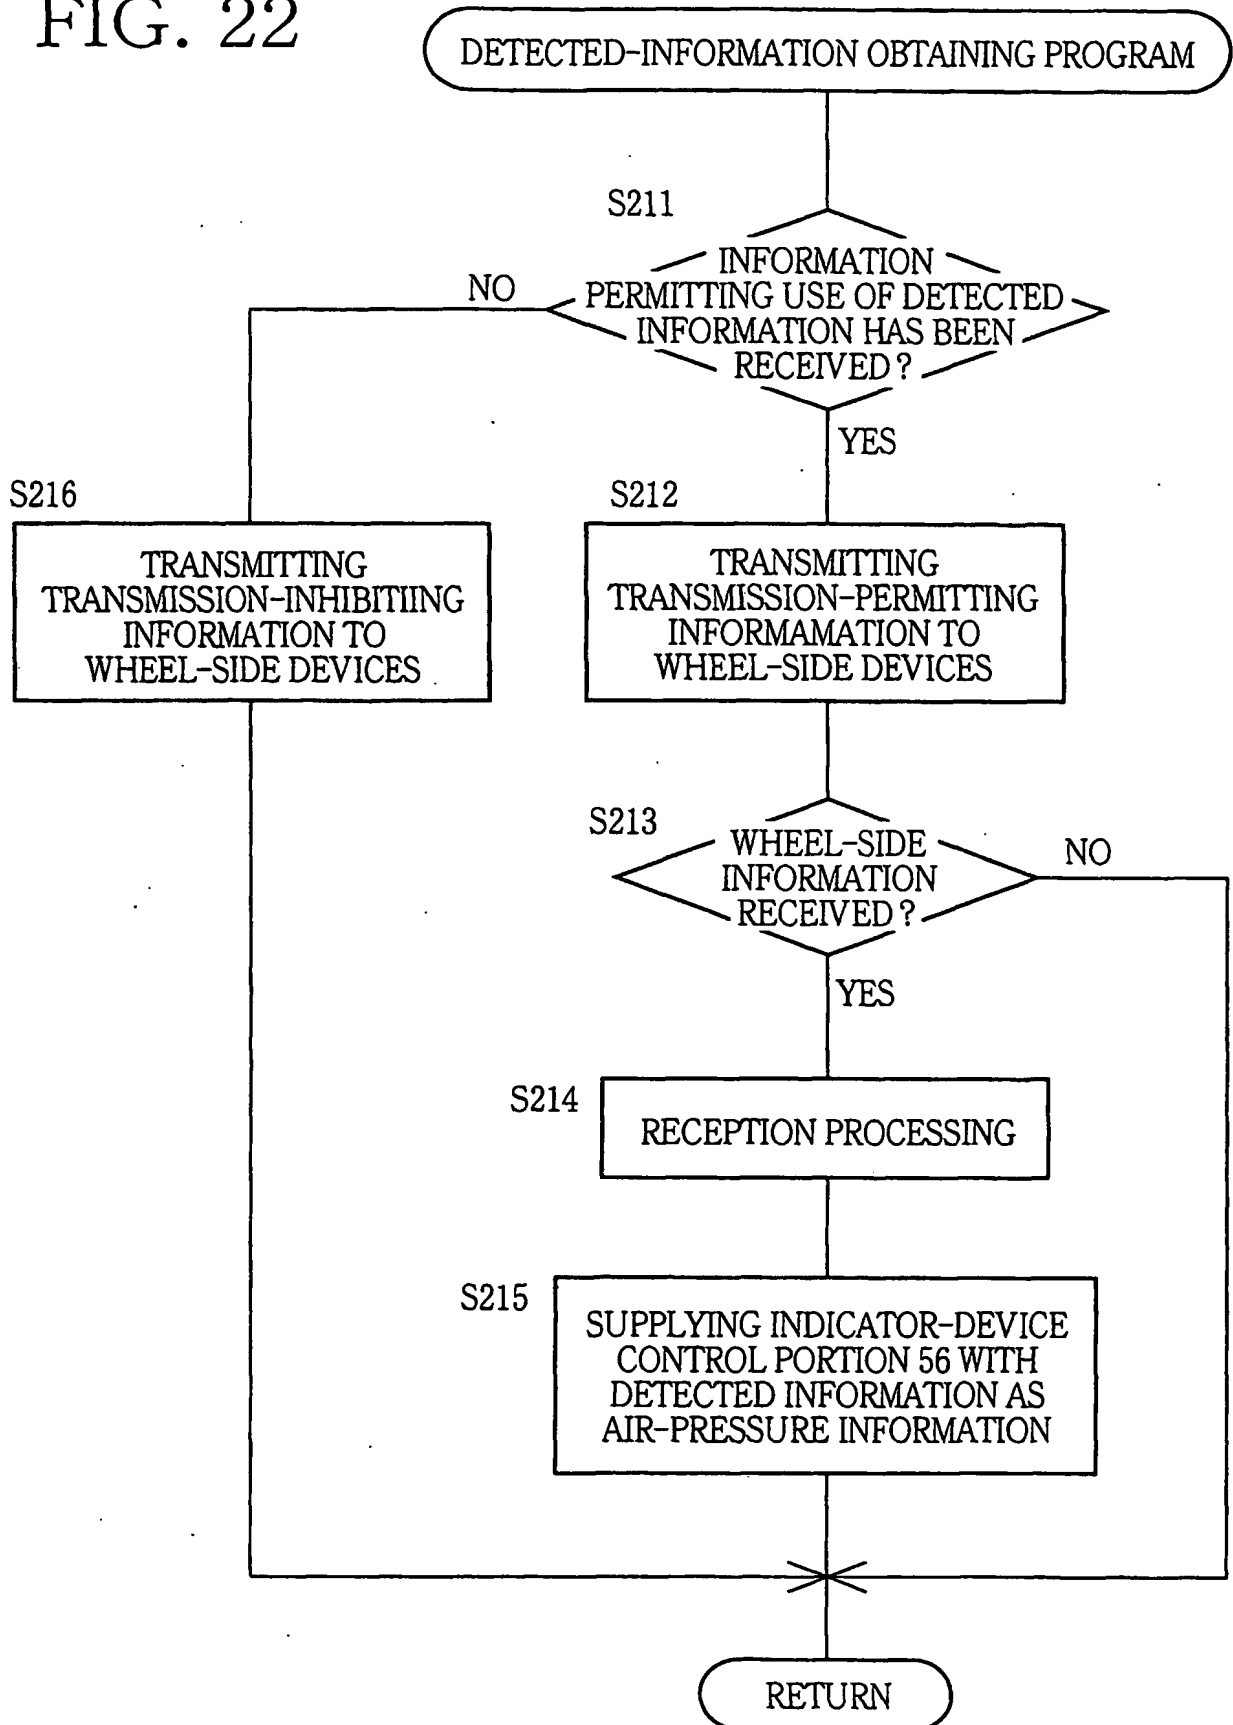 FIG. 22
DETECTED-INFORMATION OBTAINING PROGRAM
S211
INFORMATION
PERMITTING USE OF DETECTED
INFORMATION HAS BEEN
RECEIVED?
NO
YES
S216
TRANSMITTING
TRANSMISSION-INHIBITIING
INFORMATION TO
WHEEL-SIDE DEVICES
S212
TRANSMITTING
TRANSMISSION-PERMITTING
INFORMAMATION TO
WHEEL-SIDE DEVICES
S213
WHEEL-SIDE
INFORMATION
RECEIVED?
NO
YES
S214
RECEPTION PROCESSING
S215
SUPPLYING INDICATOR-DEVICE
CONTROL PORTION 56 WITH
DETECTED INFORMATION AS
AIR-PRESSURE INFORMATION
RETURN